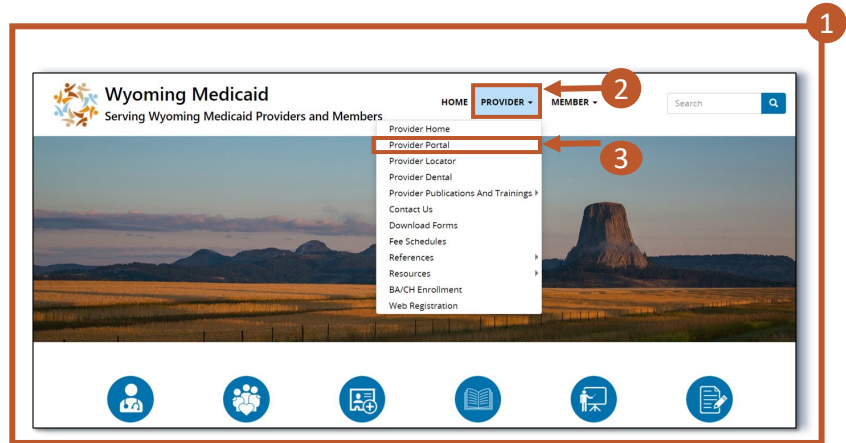 1
Wyoming Medicaid
Serving Wyoming Medicaid Providers and Members
HOME PROVIDER MEMBER Search
2
Provider Home
Provider Portal
3
Provider Locator
Provider Dental
Provider Publications And Trainings
Contact Us
Download Forms
Fee Schedules
References
Resources
BA/CH Enrollment
Web Registration